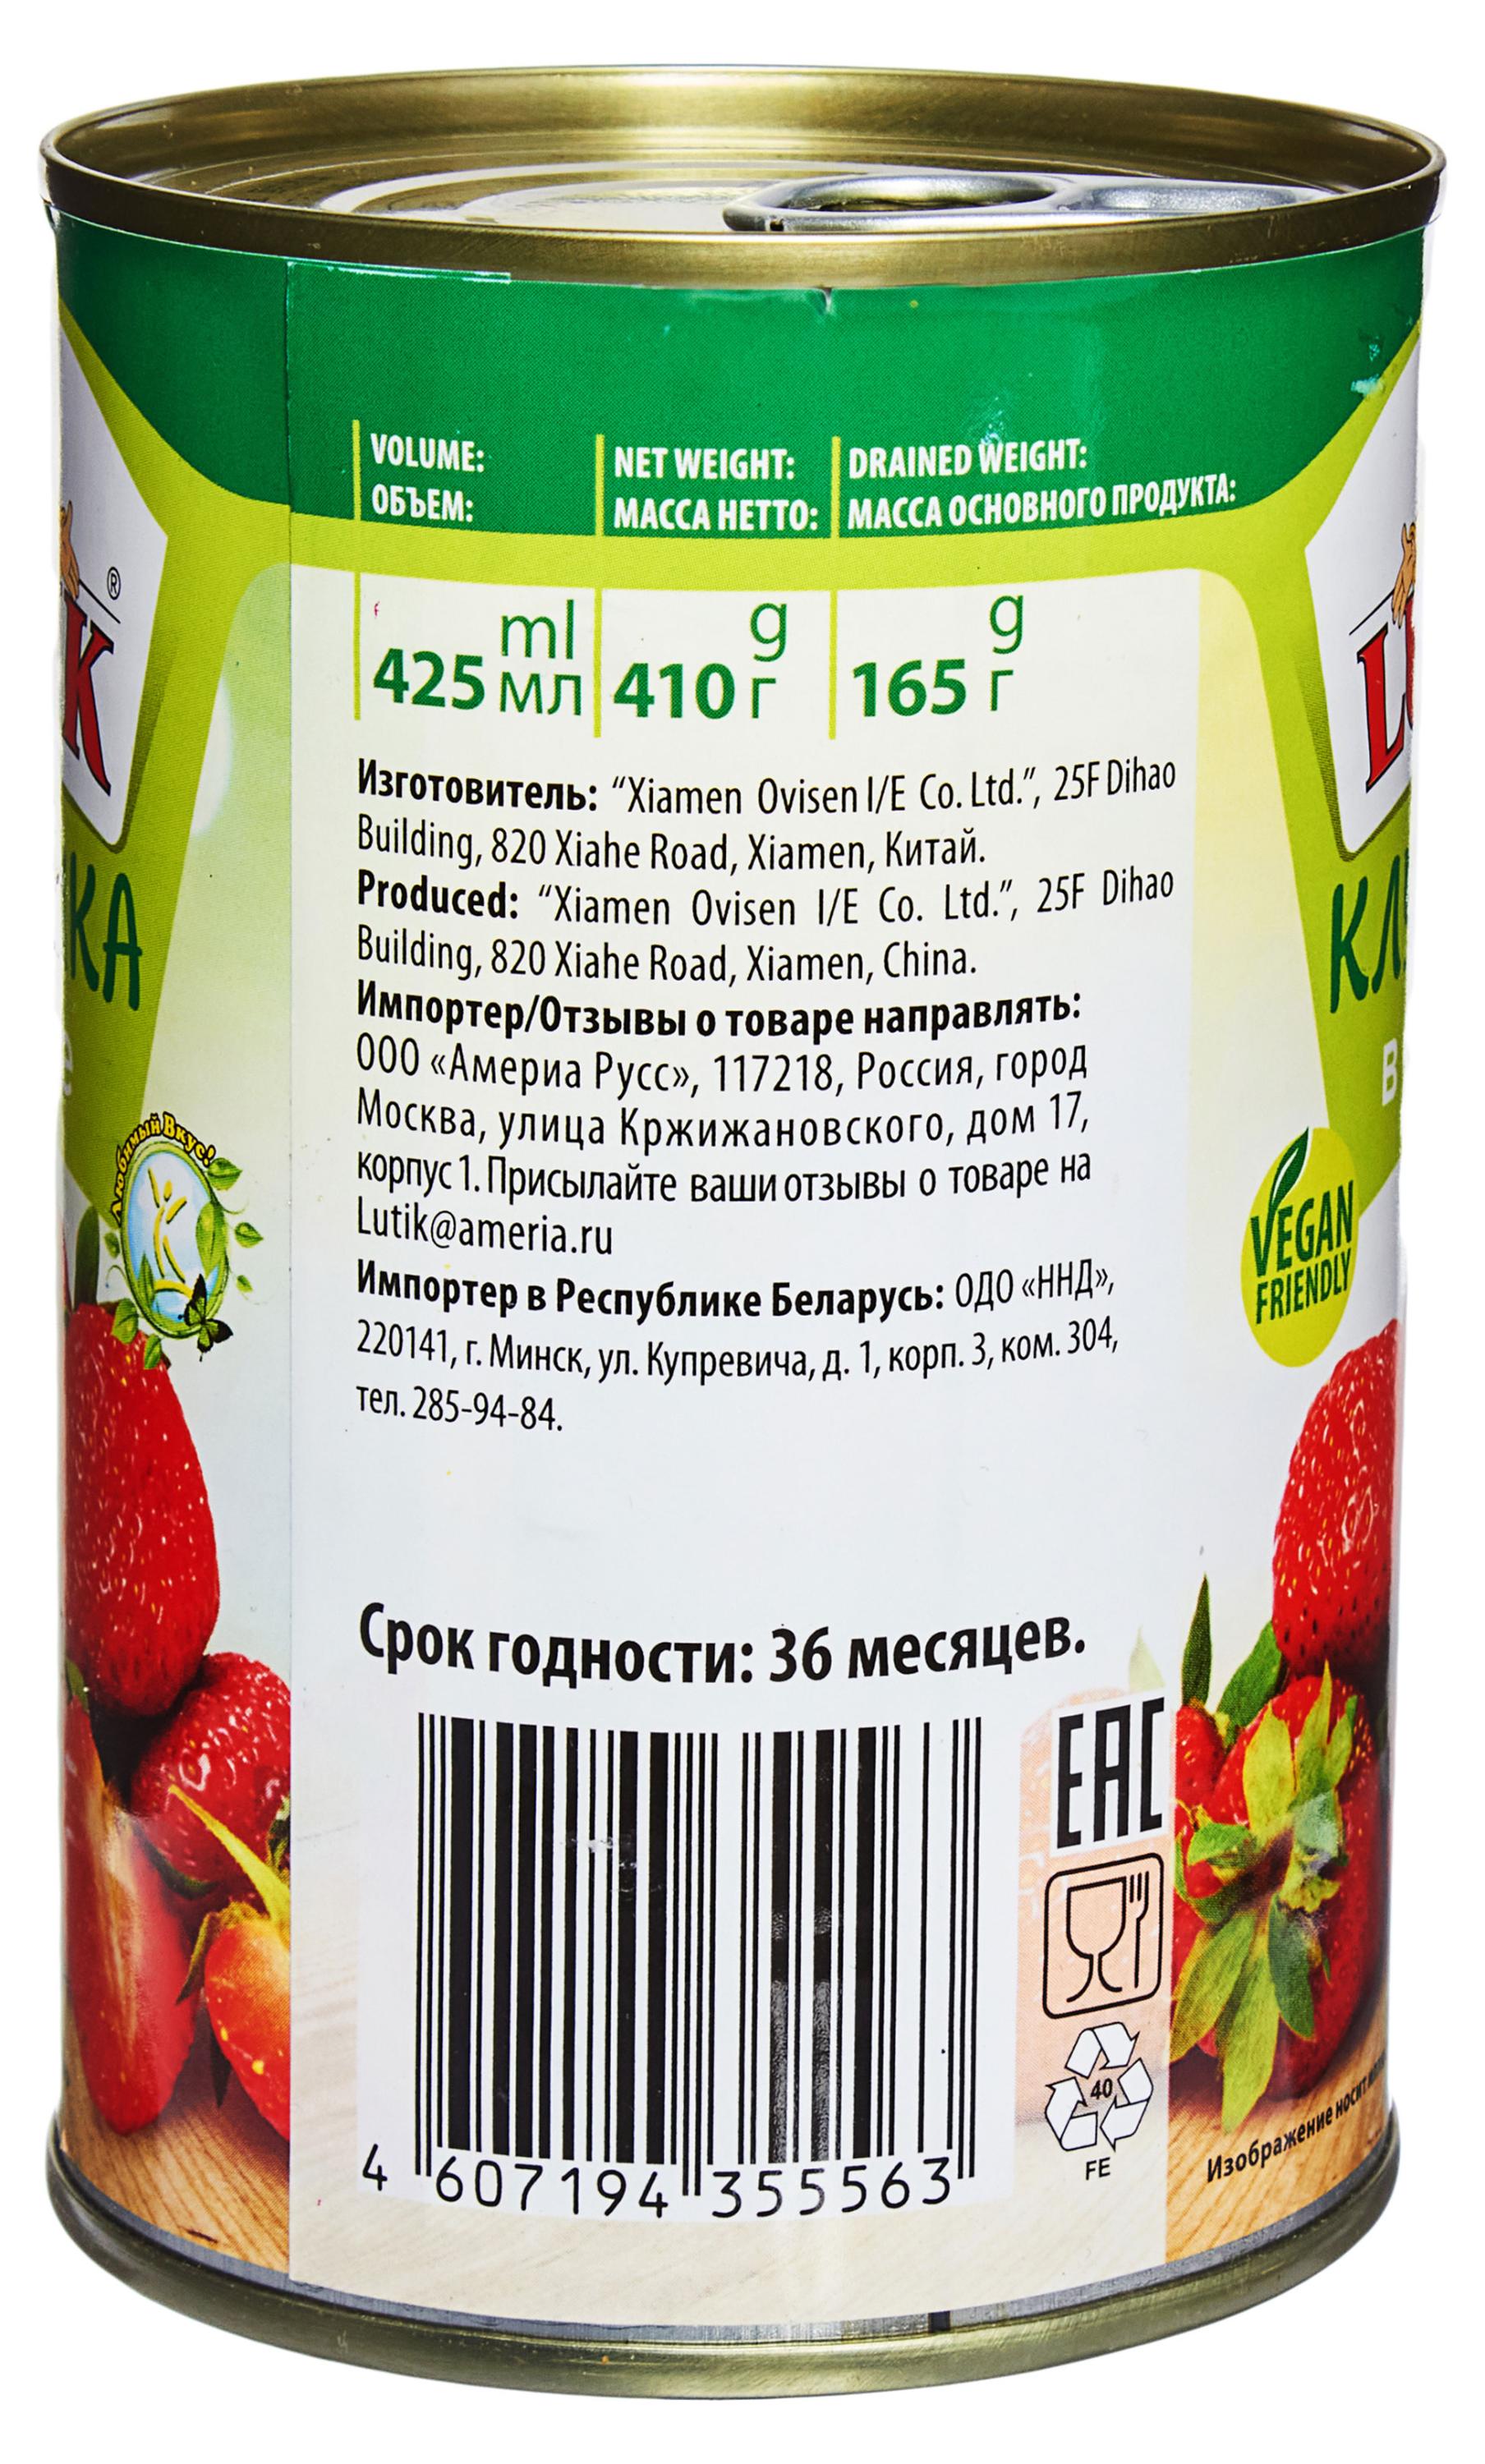 VOLUME:
ОБЪЕМ:
NET WEIGHT:
МАССА НЕТТО:
DRAINED WEIGHT:
МАССА ОСНОВНОГО ПРОДУКТА:
425 ml МЛ
410 g г
165 g г
Изготовитель: “Xiamen Ovisen I/E Co. Ltd.”, 25F Dihao
Building, 820 Xiahe Road, Xiamen, Китай.
Produced: “Xiamen Ovisen I/E Co. Ltd.”, 25F Dihao
Building, 820 Xiahe Road, Xiamen, China.
Импортер/Отзывы о товаре направлять:
ООО «Америа Русс», 117218, Россия, город
Москва, улица Кржижановского, дом 17,
корпус 1. Присылайте ваши отзывы о товаре на
Lutik@ameria.ru
Импортер в Республике Беларусь: ОДО «ННД»,
220141, г. Минск, ул. Купревича, д. 1, корп. 3, ком. 304,
тел. 285-94-84.
Срок годности: 36 месяцев.
4 607194 355563
EAC
40
FE
Любимый Вкус!
VEGAN
FRIENDLY
Изображение носит